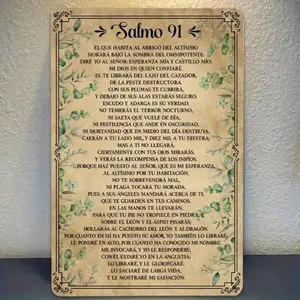 Salmo 91
EL QUE HABITA AL ABRIGO DEL ALTÍSIMO
MORARÁ BAJO LA SOMBRA DEL OMNIPOTENTE.
DIRÉ YO AL SEÑOR: ESPERANZA MÍA Y CASTILLO MÍO;
MI DIOS EN QUIEN CONFIARÉ.
EL TE LIBRARÁ DEL LAZO DEL CAZADOR,
DE LA PESTE DESTRUCTORA.
CON SUS PLUMAS TE CUBRIRÁ,
Y DEBAJO DE SUS ALAS ESTARÁS SEGURO,
ESCUDO Y ADARGA ES SU VERDAD.
NO TEMERÁS EL TERROR NOCTURNO,
NI SAETA QUE VUELE DE DÍA,
NI PESTILENCIA QUE ANDE EN OSCURIDAD,
NI MORTANDAD QUE EN MEDIO DEL DÍA DESTRUYA.
CAERÁN A TU LADO MIL, Y DIEZ MIL A TU DIESTRA;
MAS A TI NO LLEGARÁ.
CIERTAMENTE CON TUS OJOS MIRARÁS,
Y VERÁS LA RECOMPENSA DE LOS IMPÍOS.
PORQUE HAZ PUESTO AL SEÑOR, QUE ES MI ESPERANZA,
AL ALTÍSIMO POR TU HABITACIÓN.
NO TE SOBREVENDRÁ MAL,
NI PLAGA TOCARÁ TU MORADA.
PUES A SUS ÁNGELES MANDARÁ ACERCA DE TI,
QUE TE GUARDEN EN TUS CAMINOS.
EN LAS MANOS TE LLEVARÁN,
PARA QUE TU PIE NO TROPIECE EN PIEDRA.
SOBRE EL LEÓN Y EL ÁSPID PISARÁS;
HOLLARÁS AL CACHORRO DEL LEÓN Y AL DRAGÓN.
POR CUANTO EN MÍ HA PUESTO SU AMOR, YO TAMBIÉN LO LIBRARÉ;
LE PONDRÉ EN ALTO, POR CUANTO HA CONOCIDO MI NOMBRE.
ME INVOCARÁ, Y YO LE RESPONDERÉ;
CON ÉL ESTARÉ YO EN LA ANGUSTIA;
LO LIBRARÉ, Y LE GLORIFICARÉ.
LO SACIARÉ DE LARGA VIDA,
Y LE MOSTRARÉ MI SALVACIÓN.